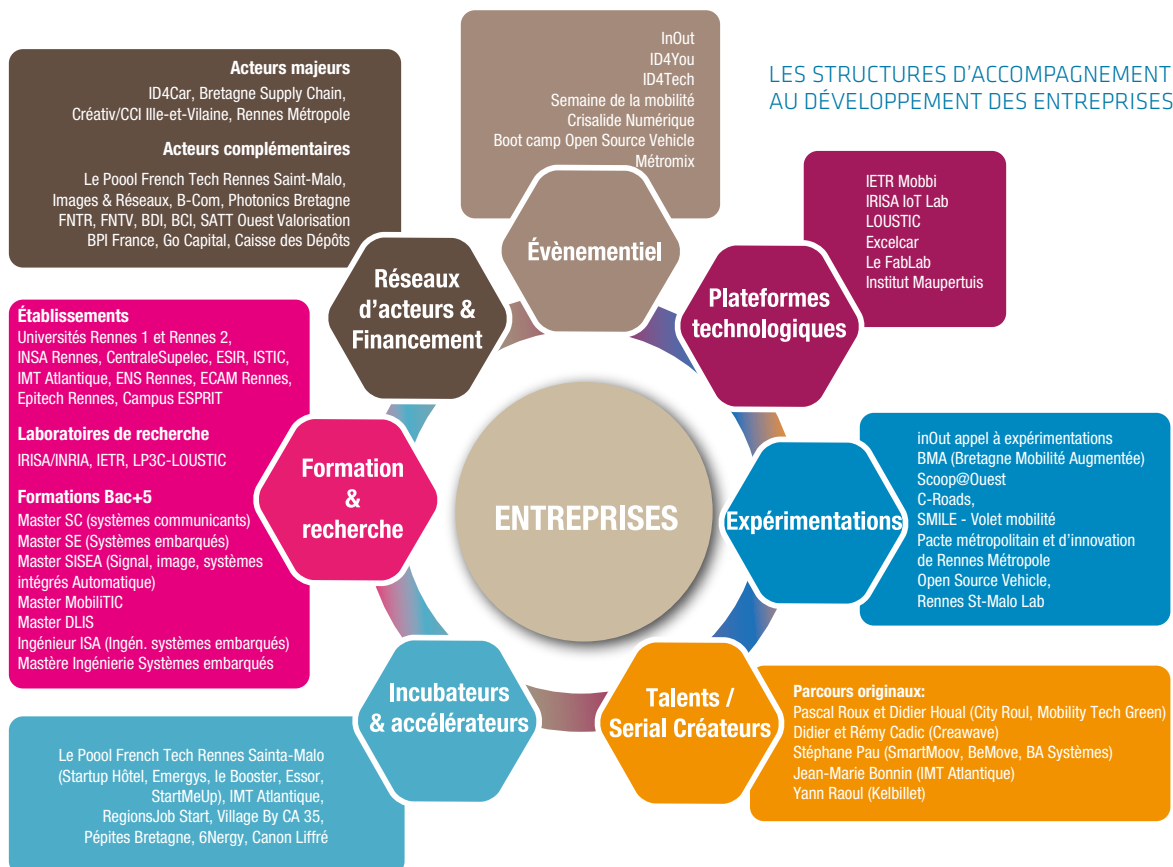 LES STRUCTURES D'ACCOMPAGNEMENT
AU DÉVELOPPEMENT DES ENTREPRISES
Acteurs majeurs
ID4Car, Bretagne Supply Chain,
Créativ/CCI Ille-et-Vilaine, Rennes Métropole
Acteurs complémentaires
Le Poool French Tech Rennes Saint-Malo,
Images & Réseaux, B-Com, Photonics Bretagne
FNTR, FNTV, BDI, BCI, SATT Ouest Valorisation
BPI France, Go Capital, Caisse des Dépôts
Réseaux
d'acteurs &
Financement
InOut
ID4You
ID4Tech
Semaine de la mobilité
Crisalide Numérique
Boot camp Open Source Vehicle
Métromix
Évènementiel
IETR Mobbi
IRISA IoT Lab
LOUSTIC
Excelcar
Le FabLab
Institut Maupertuis
Plateformes
technologiques
Établissements
Universités Rennes 1 et Rennes 2,
INSA Rennes, CentraleSupelec, ESIR, ISTIC,
IMT Atlantique, ENS Rennes, ECAM Rennes,
Epitech Rennes, Campus ESPRIT
Laboratoires de recherche
IRISA/INRIA, IETR, LP3C-LOUSTIC
Formations Bac+5
Master SC (systèmes communicants)
Master SE (Systèmes embarqués)
Master SISEA (Signal, image, systèmes
intégrés Automatique)
Master MobiliTIC
Master DLIS
Ingénieur ISA (Ingén. systèmes embarqués)
Mastère Ingénierie Systèmes embarqués
Formation
&
recherche
ENTREPRISES
Expérimentations
inOut appel à expérimentations
BMA (Bretagne Mobilité Augmentée)
Scoop@Ouest
C-Roads,
SMILE - Volet mobilité
Pacte métropolitain et d'innovation
de Rennes Métropole
Open Source Vehicle,
Rennes St-Malo Lab
Incubateurs
& accélérateurs
Le Poool French Tech Rennes Sainta-Malo
(Startup Hôtel, Emergys, le Booster, Essor,
StartMeUp), IMT Atlantique,
RegionsJob Start, Village By CA 35,
Pépites Bretagne, 6Nergy, Canon Liffré
Talents /
Serial Créateurs
Parcours originaux:
Pascal Roux et Didier Houal (City Roul, Mobility Tech Green)
Didier et Rémy Cadic (Creawave)
Stéphane Pau (SmartMoov, BeMove, BA Systèmes)
Jean-Marie Bonnin (IMT Atlantique)
Yann Raoul (Kelbillet)